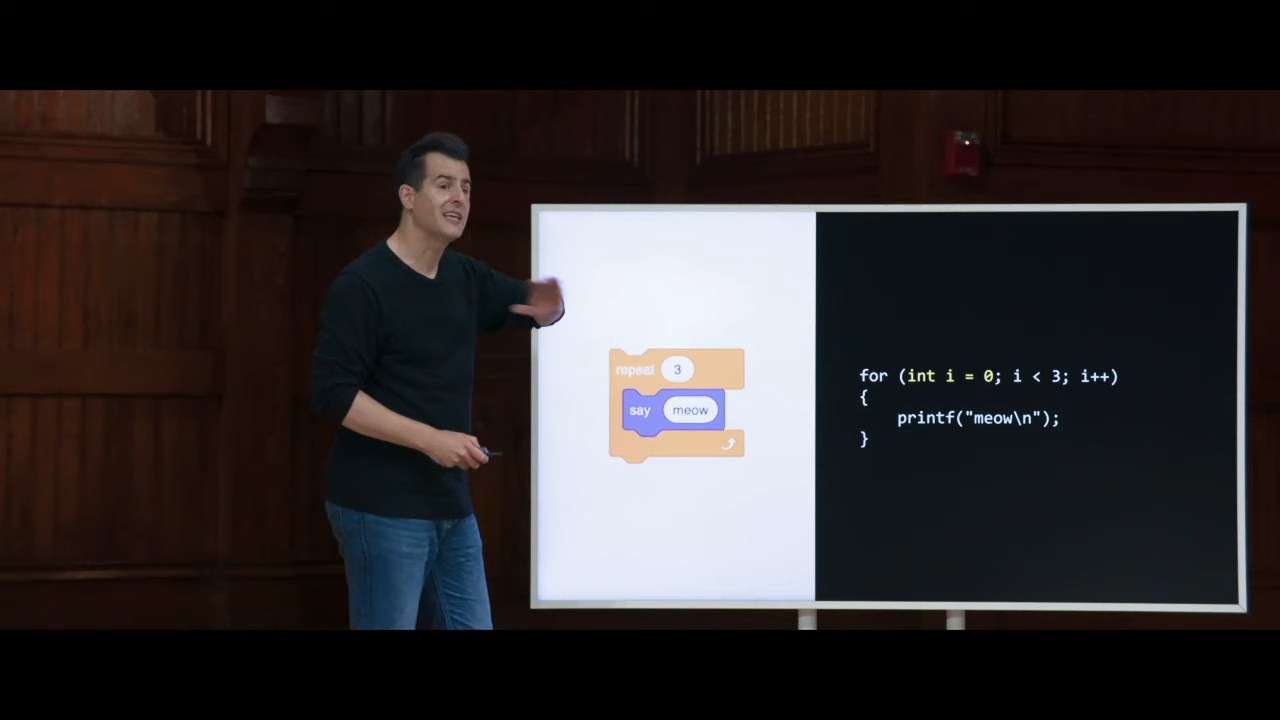 repeat 3
say meow
for (int i = 0; i < 3; i++)
{
    printf("meow\n");
}